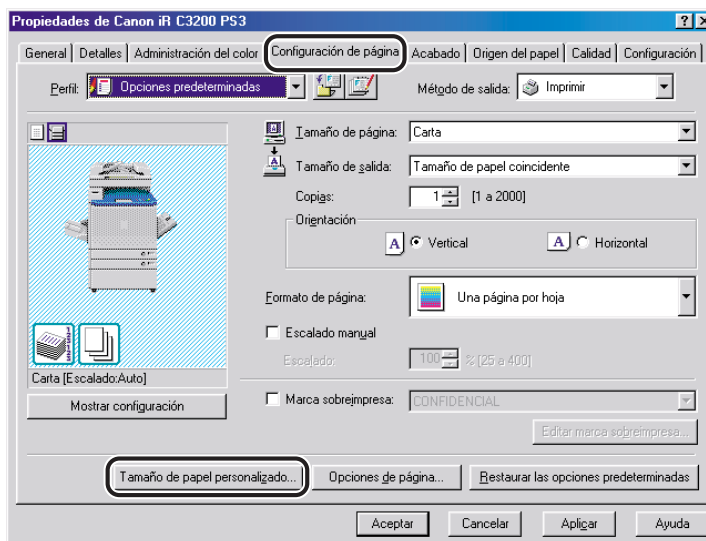 Propiedades de Canon iR C3200 PS3
General Detalles Administración del color Configuración de página Acabado Origen del papel Calidad Configuración
Perfil: Opciones predeterminadas Método de salida: Imprimir
Tamaño de página: Carta
Tamaño de salida: Tamaño de papel coincidente
Copias: 1 [1 a 2000]
Orientación
A Vertical A Horizontal
Formato de página: Una página por hoja
Escalado manual
Escalado: 100 % [25 a 400]
Carta [Escalado:Auto]
Mostrar configuración
Marca sobreimpresa: CONFIDENCIAL
Editar marca sobreimpresa...
Tamaño de papel personalizado... Opciones de página... Restaurar las opciones predeterminadas
Aceptar Cancelar Aplicar Ayuda